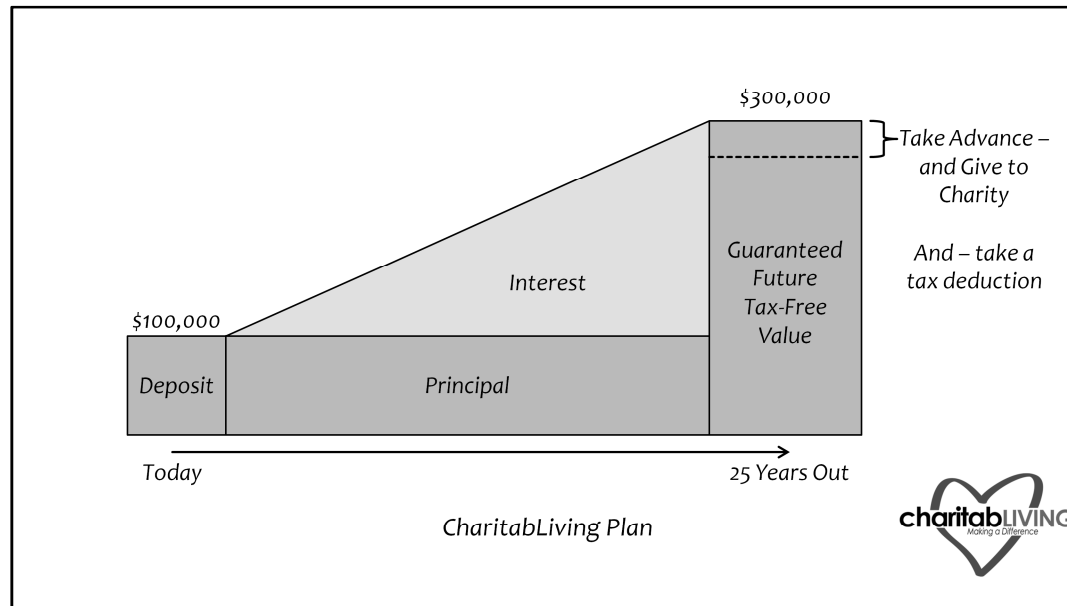 $300,000
Take Advance –
and Give to
Charity
And – take a
tax deduction
Guaranteed
Future
Tax-Free
Value
Interest
$100,000
Deposit
Principal
Today
25 Years Out
CharitabLiving Plan
charitabLIVING
Making a Difference